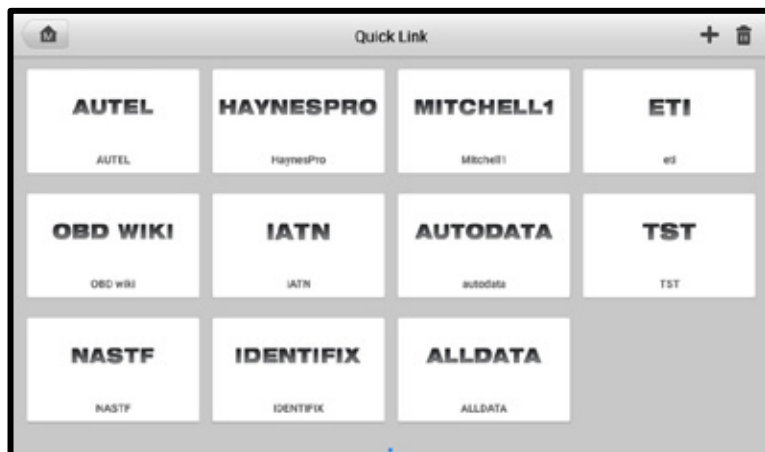 Quick Link
AUTEL
HAYNESPRO
MITCHELL1
ETI
AUTEL
HaynesPro
Mitchell1
eti
OBD WIKI
IATN
AUTODATA
TST
OBD wiki
iATN
autodata
TST
NASTF
IDENTIFIX
ALLDATA
NASTF
IDENTIFIX
ALLDATA